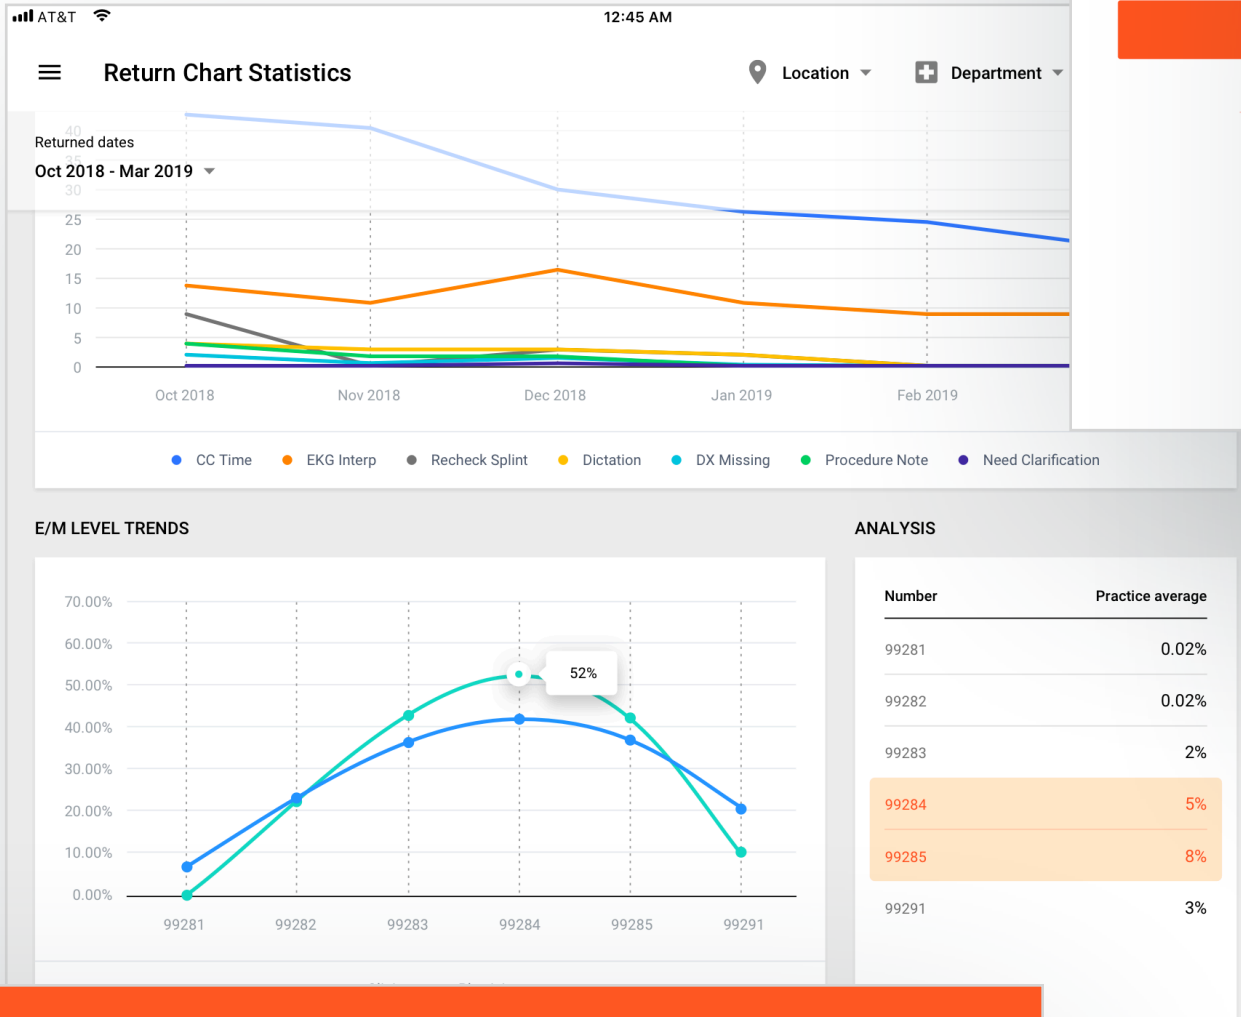 AT&T
12:45 AM
Return Chart Statistics
Location
Department
40
Returned dates
35
Oct 2018 - Mar 2019
30
25
20
15
10
5
0
Oct 2018 Nov 2018 Dec 2018 Jan 2019 Feb 2019
CC Time EKG Interp Recheck Splint Dictation DX Missing Procedure Note Need Clarification
E/M LEVEL TRENDS
70.00%
60.00%
50.00%
40.00%
30.00%
20.00%
10.00%
0.00%
52%
99281 99282 99283 99284 99285 99291
ANALYSIS
Number Practice average
99281 0.02%
99282 0.02%
99283 2%
99284 5%
99285 8%
99291 3%